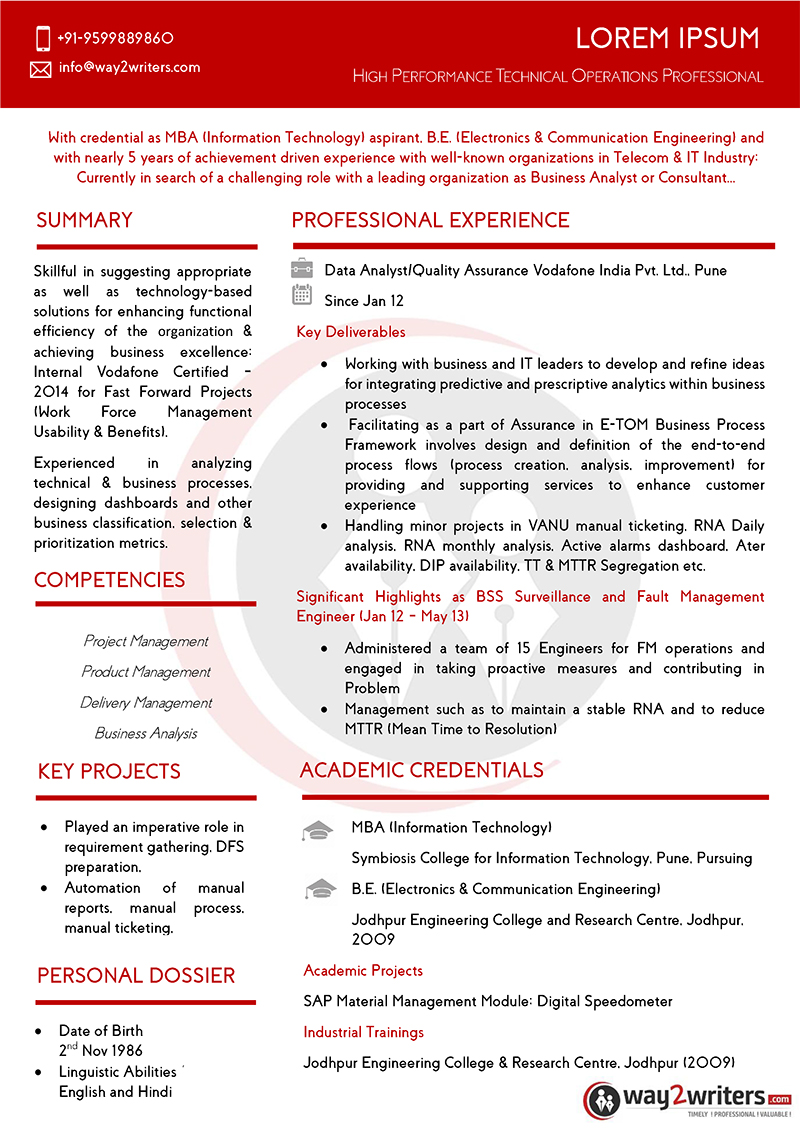 +91-9599889860
info@way2writers.com
LOREM IPSUM
HIGH PERFORMANCE TECHNICAL OPERATIONS PROFESSIONAL
With credential as MBA (Information Technology) aspirant, B.E. (Electronics & Communication Engineering) and
with nearly 5 years of achievement driven experience with well-known organizations in Telecom & IT Industry;
Currently in search of a challenging role with a leading organization as Business Analyst or Consultant...
SUMMARY
Skillful in suggesting appropriate
as well as technology-based
solutions for enhancing functional
efficiency of the organization &
achieving business excellence;
Internal Vodafone Certified –
2014 for Fast Forward Projects
(Work Force Management
Usability & Benefits).
Experienced in analyzing
technical & business processes,
designing dashboards and other
business classification, selection &
prioritization metrics.
COMPETENCIES
Project Management
Product Management
Delivery Management
Business Analysis
KEY PROJECTS
• Played an imperative role in
requirement gathering, DFS
preparation,
• Automation of manual
reports, manual process,
manual ticketing,
PERSONAL DOSSIER
• Date of Birth
2nd Nov 1986
• Linguistic Abilities '
English and Hindi
PROFESSIONAL EXPERIENCE
Data Analyst/Quality Assurance Vodafone India Pvt. Ltd., Pune
Since Jan 12
Key Deliverables
• Working with business and IT leaders to develop and refine ideas
for integrating predictive and prescriptive analytics within business
processes
• Facilitating as a part of Assurance in E-TOM Business Process
Framework involves design and definition of the end-to-end
process flows (process creation, analysis, improvement) for
providing and supporting services to enhance customer
experience
• Handling minor projects in VANU manual ticketing, RNA Daily
analysis, RNA monthly analysis, Active alarms dashboard, Ater
availability, DIP availability, TT & MTTR Segregation etc.
Significant Highlights as BSS Surveillance and Fault Management
Engineer (Jan 12 – May 13)
• Administered a team of 15 Engineers for FM operations and
engaged in taking proactive measures and contributing in
Problem
• Management such as to maintain a stable RNA and to reduce
MTTR (Mean Time to Resolution)
ACADEMIC CREDENTIALS
MBA (Information Technology)
Symbiosis College for Information Technology, Pune, Pursuing
B.E. (Electronics & Communication Engineering)
Jodhpur Engineering College and Research Centre, Jodhpur,
2009
Academic Projects
SAP Material Management Module; Digital Speedometer
Industrial Trainings
Jodhpur Engineering College & Research Centre, Jodhpur (2009)
way2writers.com
TIMELY ! PROFESSIONAL ! VALUABLE !